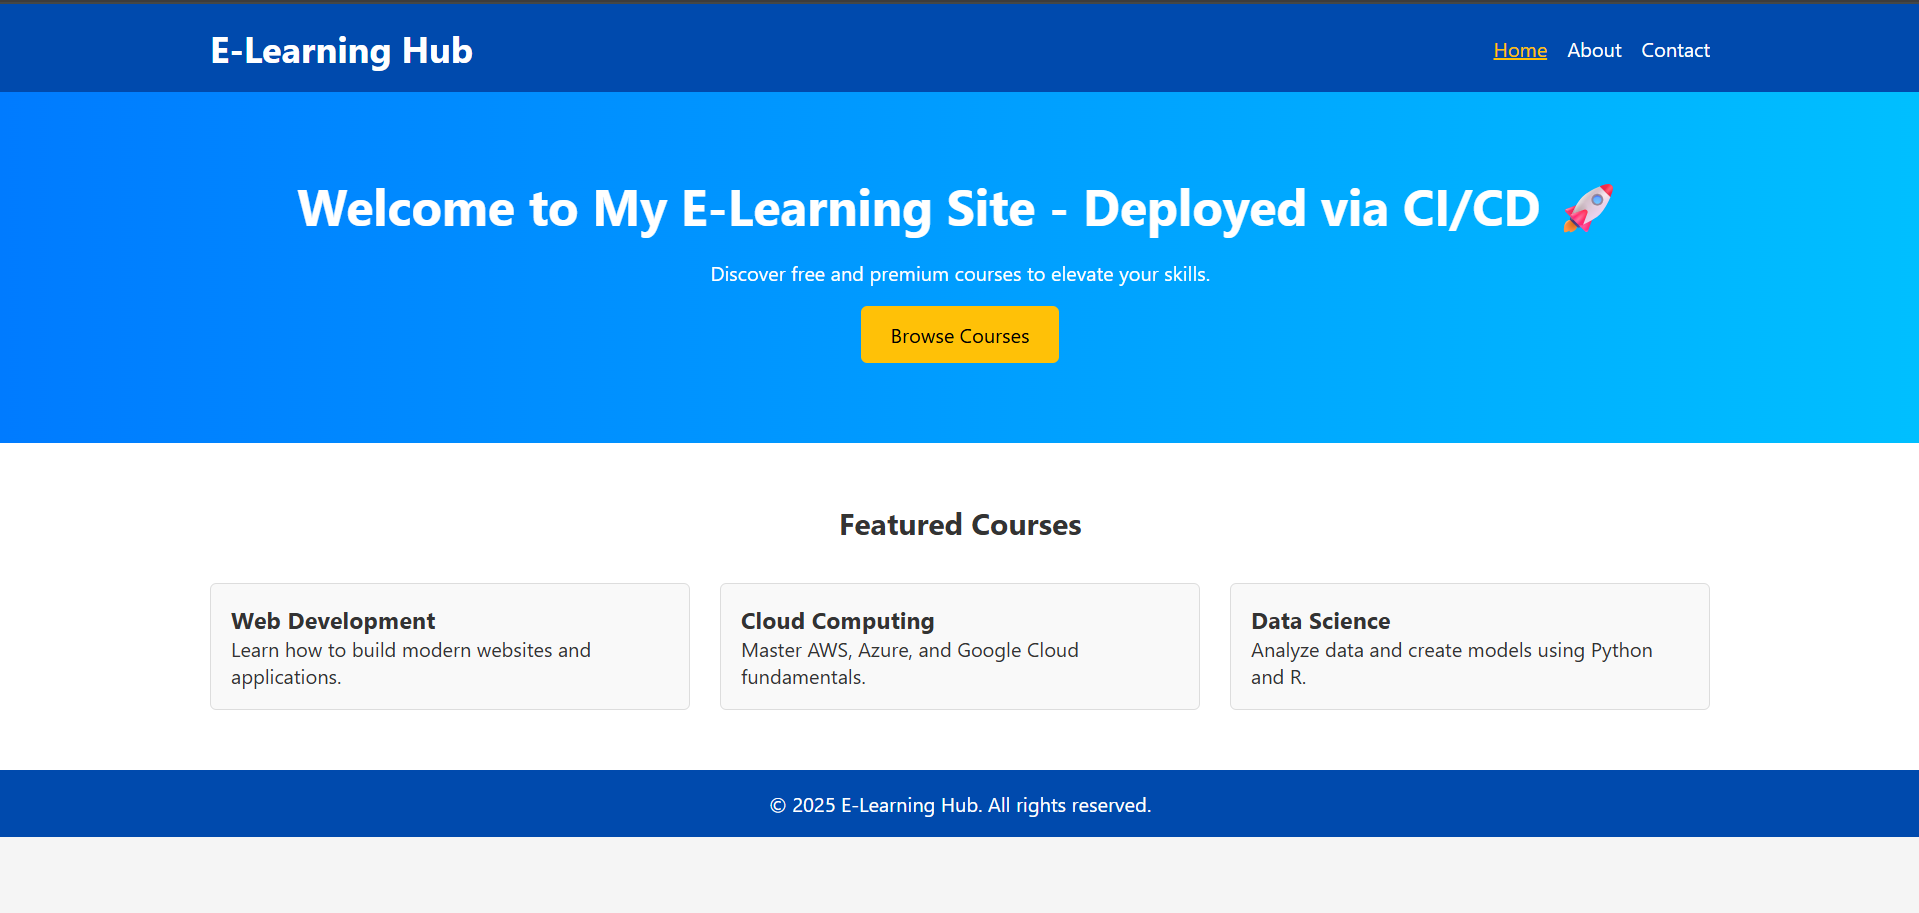 E-Learning Hub
Home About Contact
Welcome to My E-Learning Site - Deployed via CI/CD 🚀
Discover free and premium courses to elevate your skills.
Browse Courses
Featured Courses
Web Development
Learn how to build modern websites and
applications.
Cloud Computing
Master AWS, Azure, and Google Cloud
fundamentals.
Data Science
Analyze data and create models using Python
and R.
© 2025 E-Learning Hub. All rights reserved.